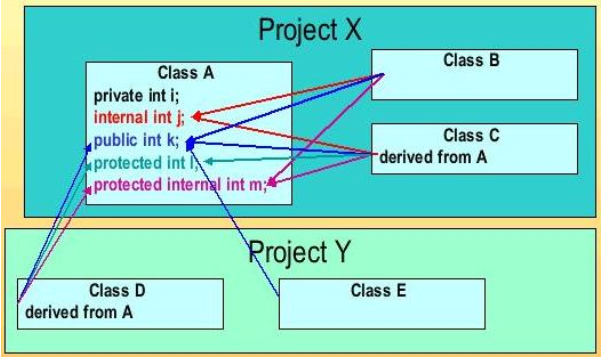 Project X
Class A
private int i;
internal int j;
public int k;
protected int l;
protected internal int m;
Class B
Class C
derived from A
Project Y
Class D
derived from A
Class E